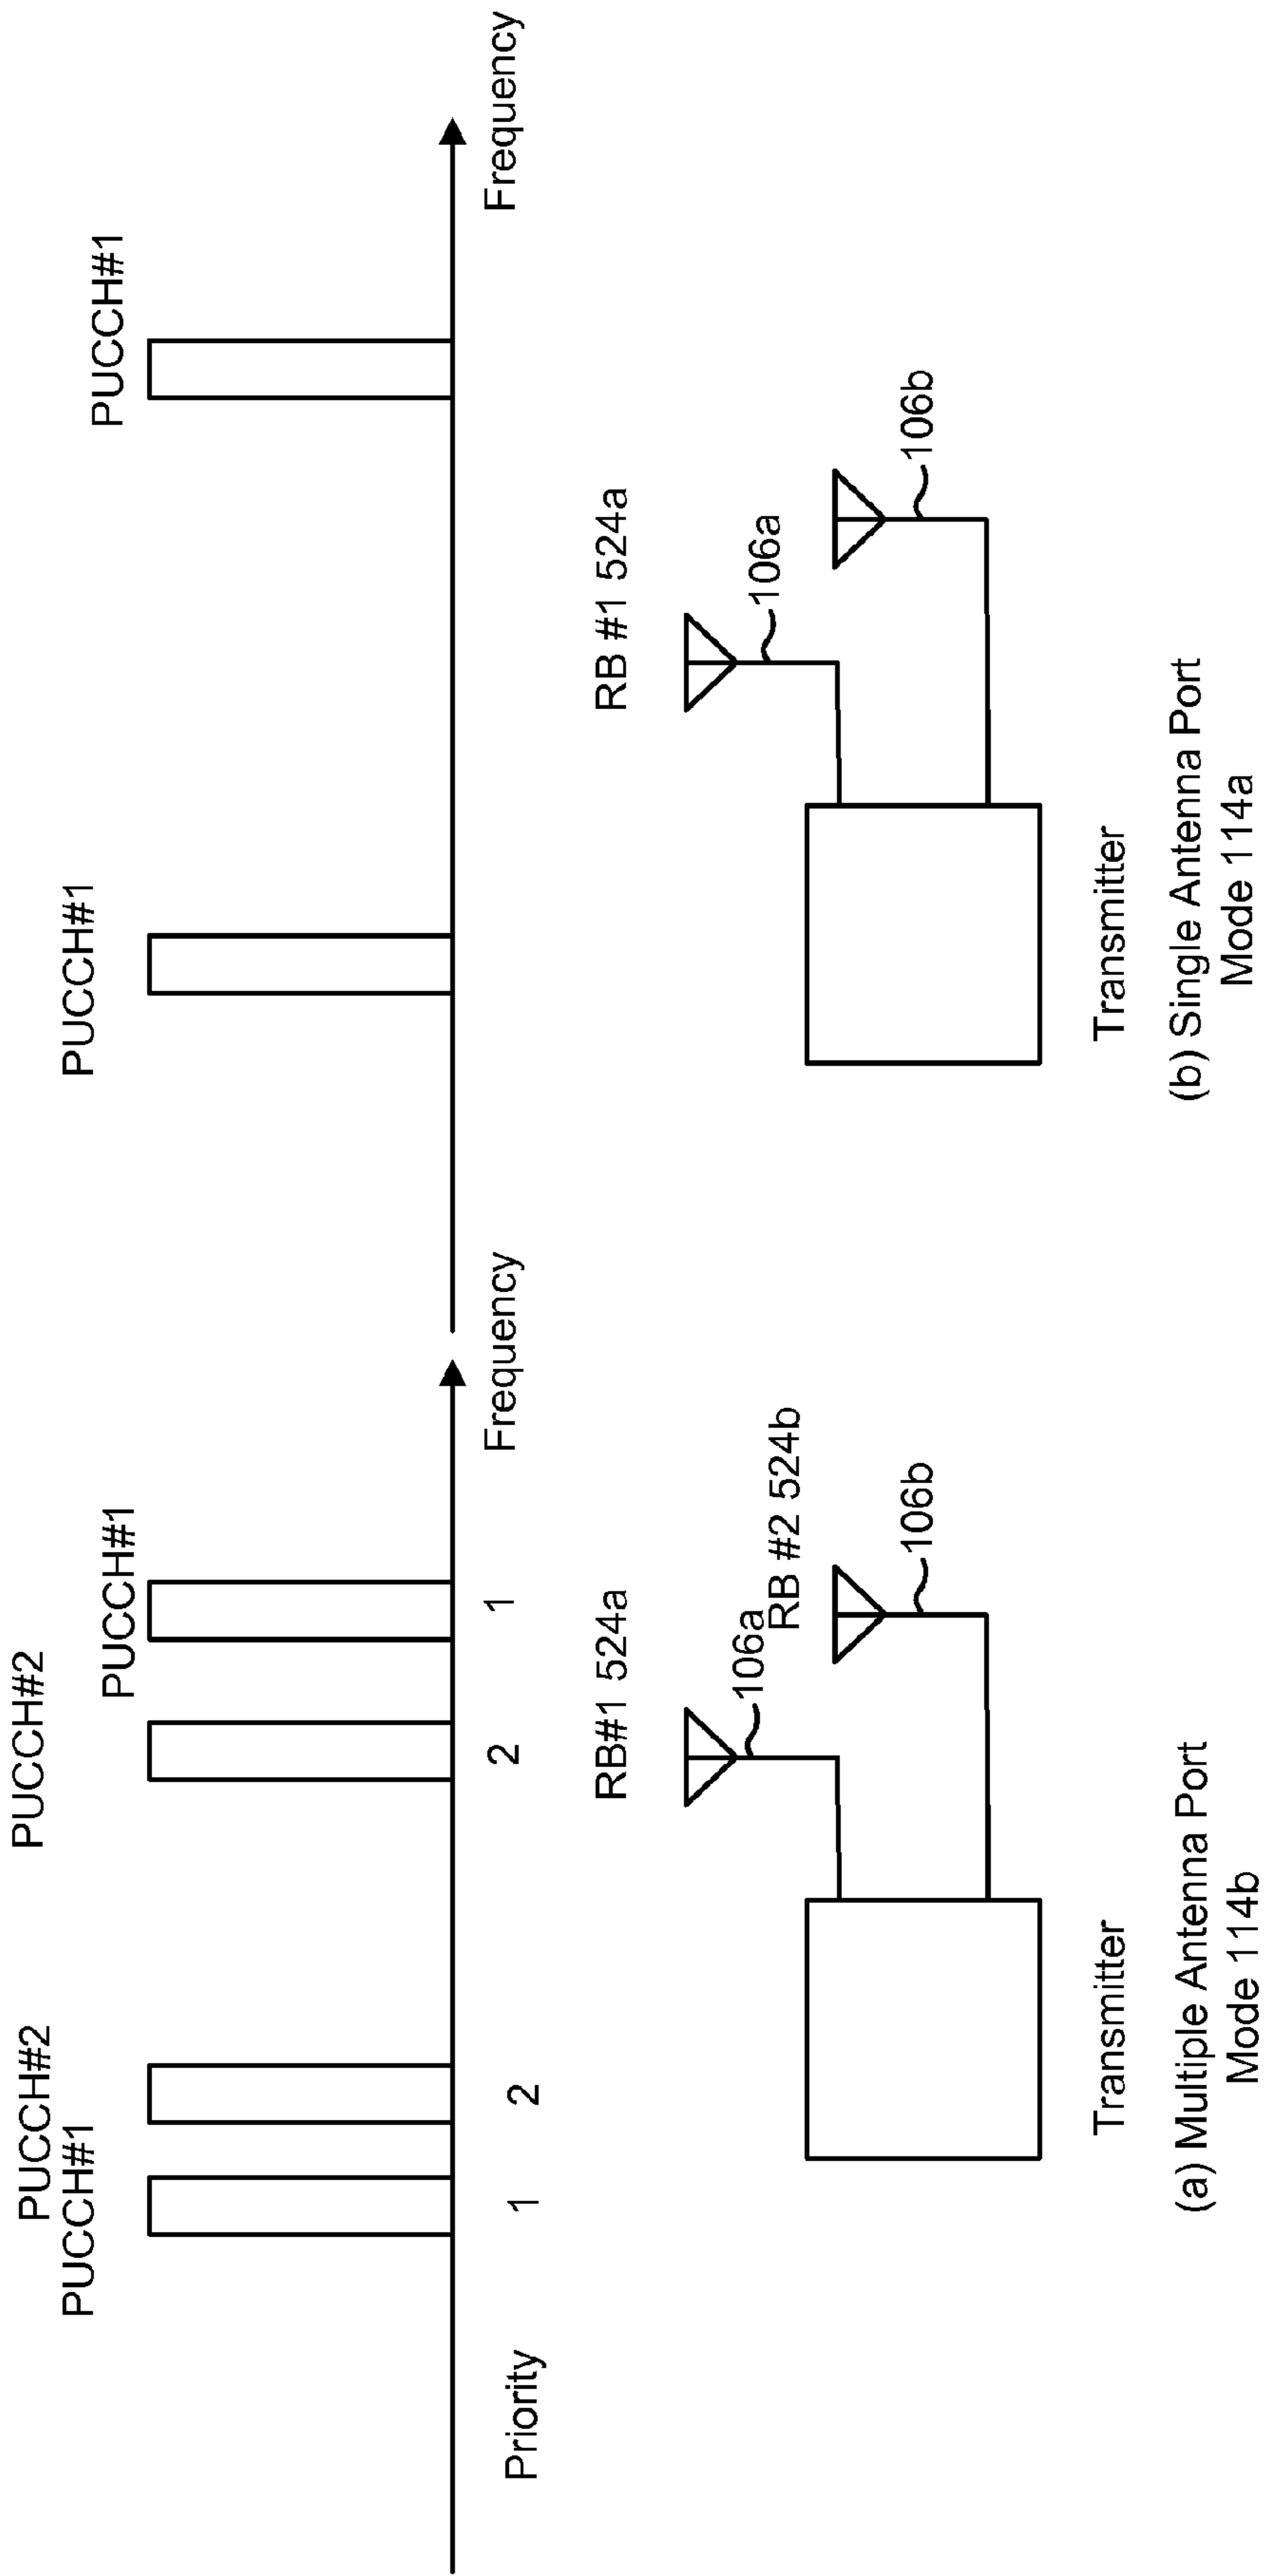 PUCCH#2
PUCCH#1
PUCCH#2
PUCCH#1
Priority
1
2
2
1
Frequency
RB#1 524a
106a
RB #2 524b
106b
Transmitter
(a) Multiple Antenna Port
Mode 114b
PUCCH#1
PUCCH#1
Frequency
RB #1 524a
106a
106b
Transmitter
(b) Single Antenna Port
Mode 114a